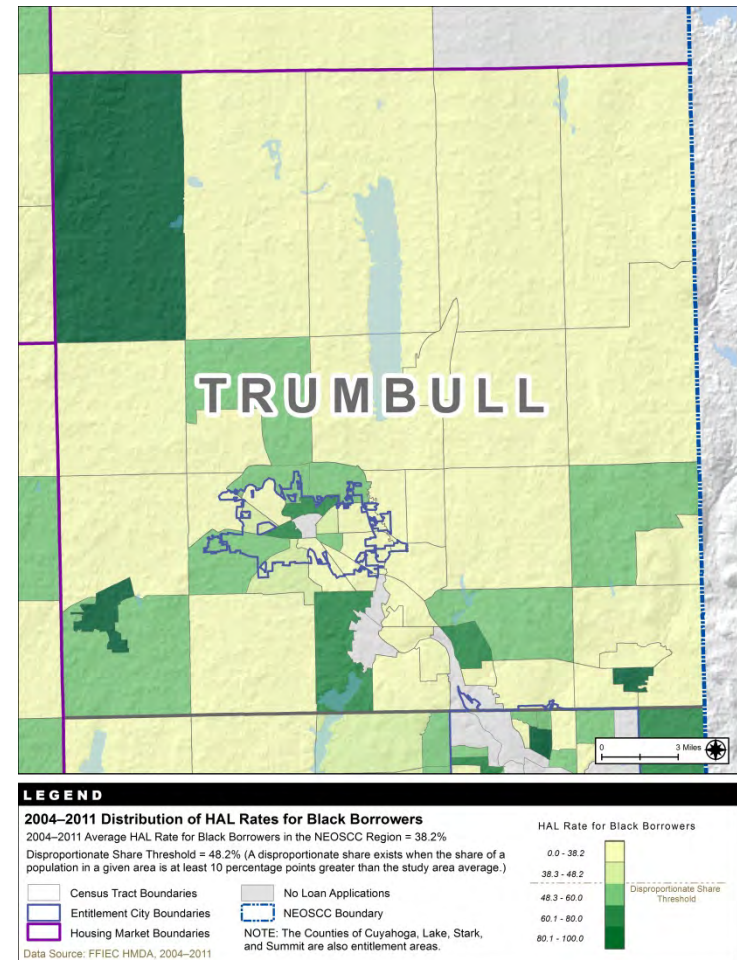 TRUMBULL
0 3 Miles
LEGEND
2004–2011 Distribution of HAL Rates for Black Borrowers
2004–2011 Average HAL Rate for Black Borrowers in the NEOSCC Region = 38.2%
Disproportionate Share Threshold = 48.2% (A disproportionate share exists when the share of a
population in a given area is at least 10 percentage points greater than the study area average.)
Census Tract Boundaries
Entitlement City Boundaries
Housing Market Boundaries
Data Source: FFIEC HMDA, 2004–2011
No Loan Applications
NEOSCC Boundary
NOTE: The Counties of Cuyahoga, Lake, Stark,
and Summit are also entitlement areas.
HAL Rate for Black Borrowers
0.0 - 38.2
38.3 - 48.2
48.3 - 60.0
60.1 - 80.0
80.1 - 100.0
Disproportionate Share
Threshold